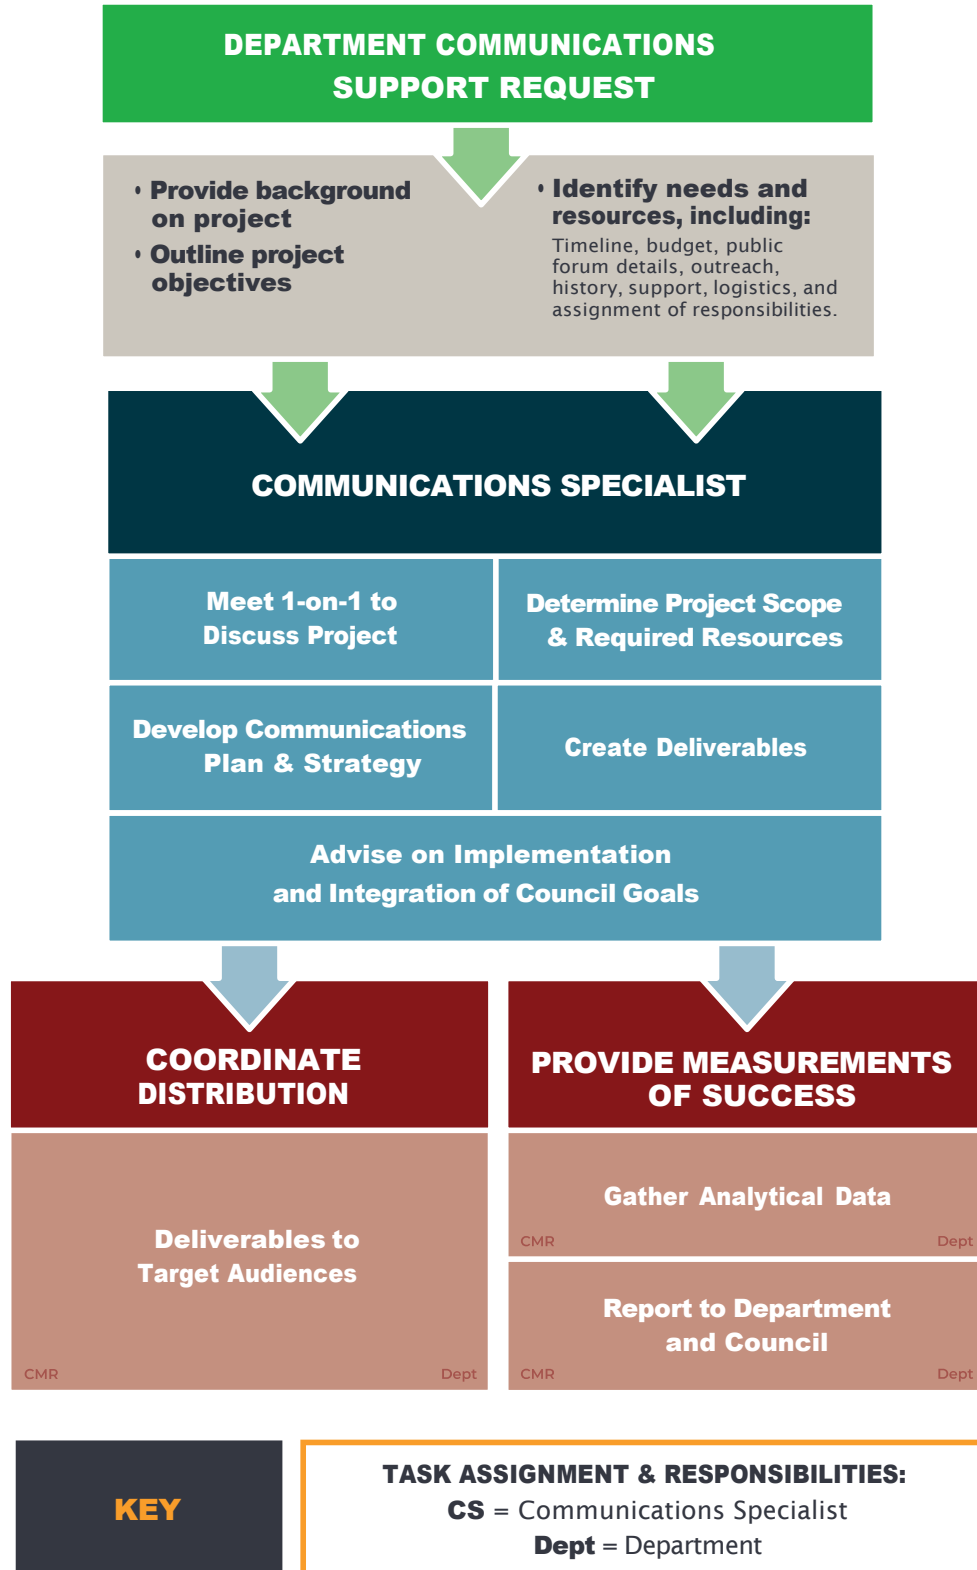 DEPARTMENT COMMUNICATIONS
SUPPORT REQUEST
• Provide background
on project
• Outline project
objectives
• Identify needs and
resources, including:
Timeline, budget, public
forum details, outreach,
history, support, logistics, and
assignment of responsibilities.
COMMUNICATIONS SPECIALIST
Meet 1-on-1 to
Discuss Project
Determine Project Scope
& Required Resources
Develop Communications
Plan & Strategy
Create Deliverables
Advise on Implementation
and Integration of Council Goals
COORDINATE
DISTRIBUTION
Deliverables to
Target Audiences
CMR Dept
PROVIDE MEASUREMENTS
OF SUCCESS
Gather Analytical Data
CMR Dept
Report to Department
and Council
CMR Dept
KEY
TASK ASSIGNMENT & RESPONSIBILITIES:
CS = Communications Specialist
Dept = Department